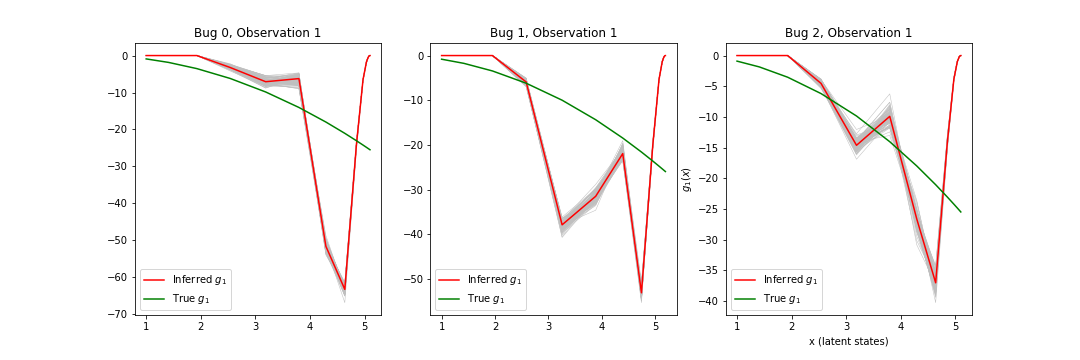 Bug 0, Observation 1
0
−10
−20
−30
−40
−50
−60
−70
1 2 3 4 5
Inferred g₁
True g₁
Bug 1, Observation 1
0
−10
−20
−30
−40
−50
1 2 3 4 5
Inferred g₁
True g₁
Bug 2, Observation 1
g₁(x)
0
−5
−10
−15
−20
−25
−30
−35
−40
1 2 3 4 5
Inferred g₁
True g₁
x (latent states)